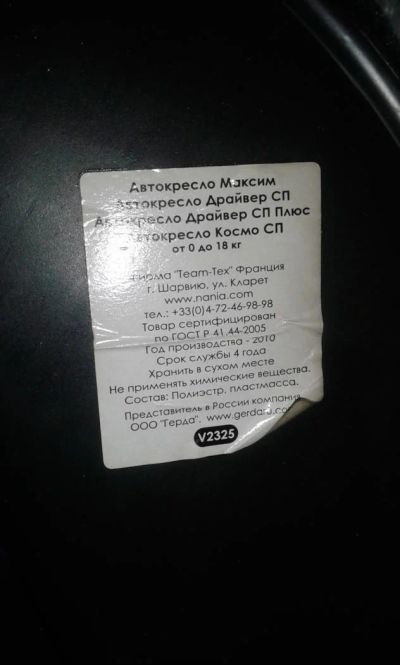 Автокресло Максим
Автокресло Драйвер СП
Автокресло Драйвер СП Плюс
Автокресло Космо СП
от 0 до 18 кг
Фирма "Team-Tex" Франция
г. Шарвию, ул. Кларет
www.nania.com
тел.: +33(0)4-72-46-98-98
Товар сертифицирован
по ГОСТ Р 41.44-2005
Год производства - 2010
Срок службы 4 года
Хранить в сухом месте
Не применять химические вещества.
Состав: Полиэстр, пластмасса.
Представитель в России компания
ООО "Герда". www.gerdaru.co
V2325